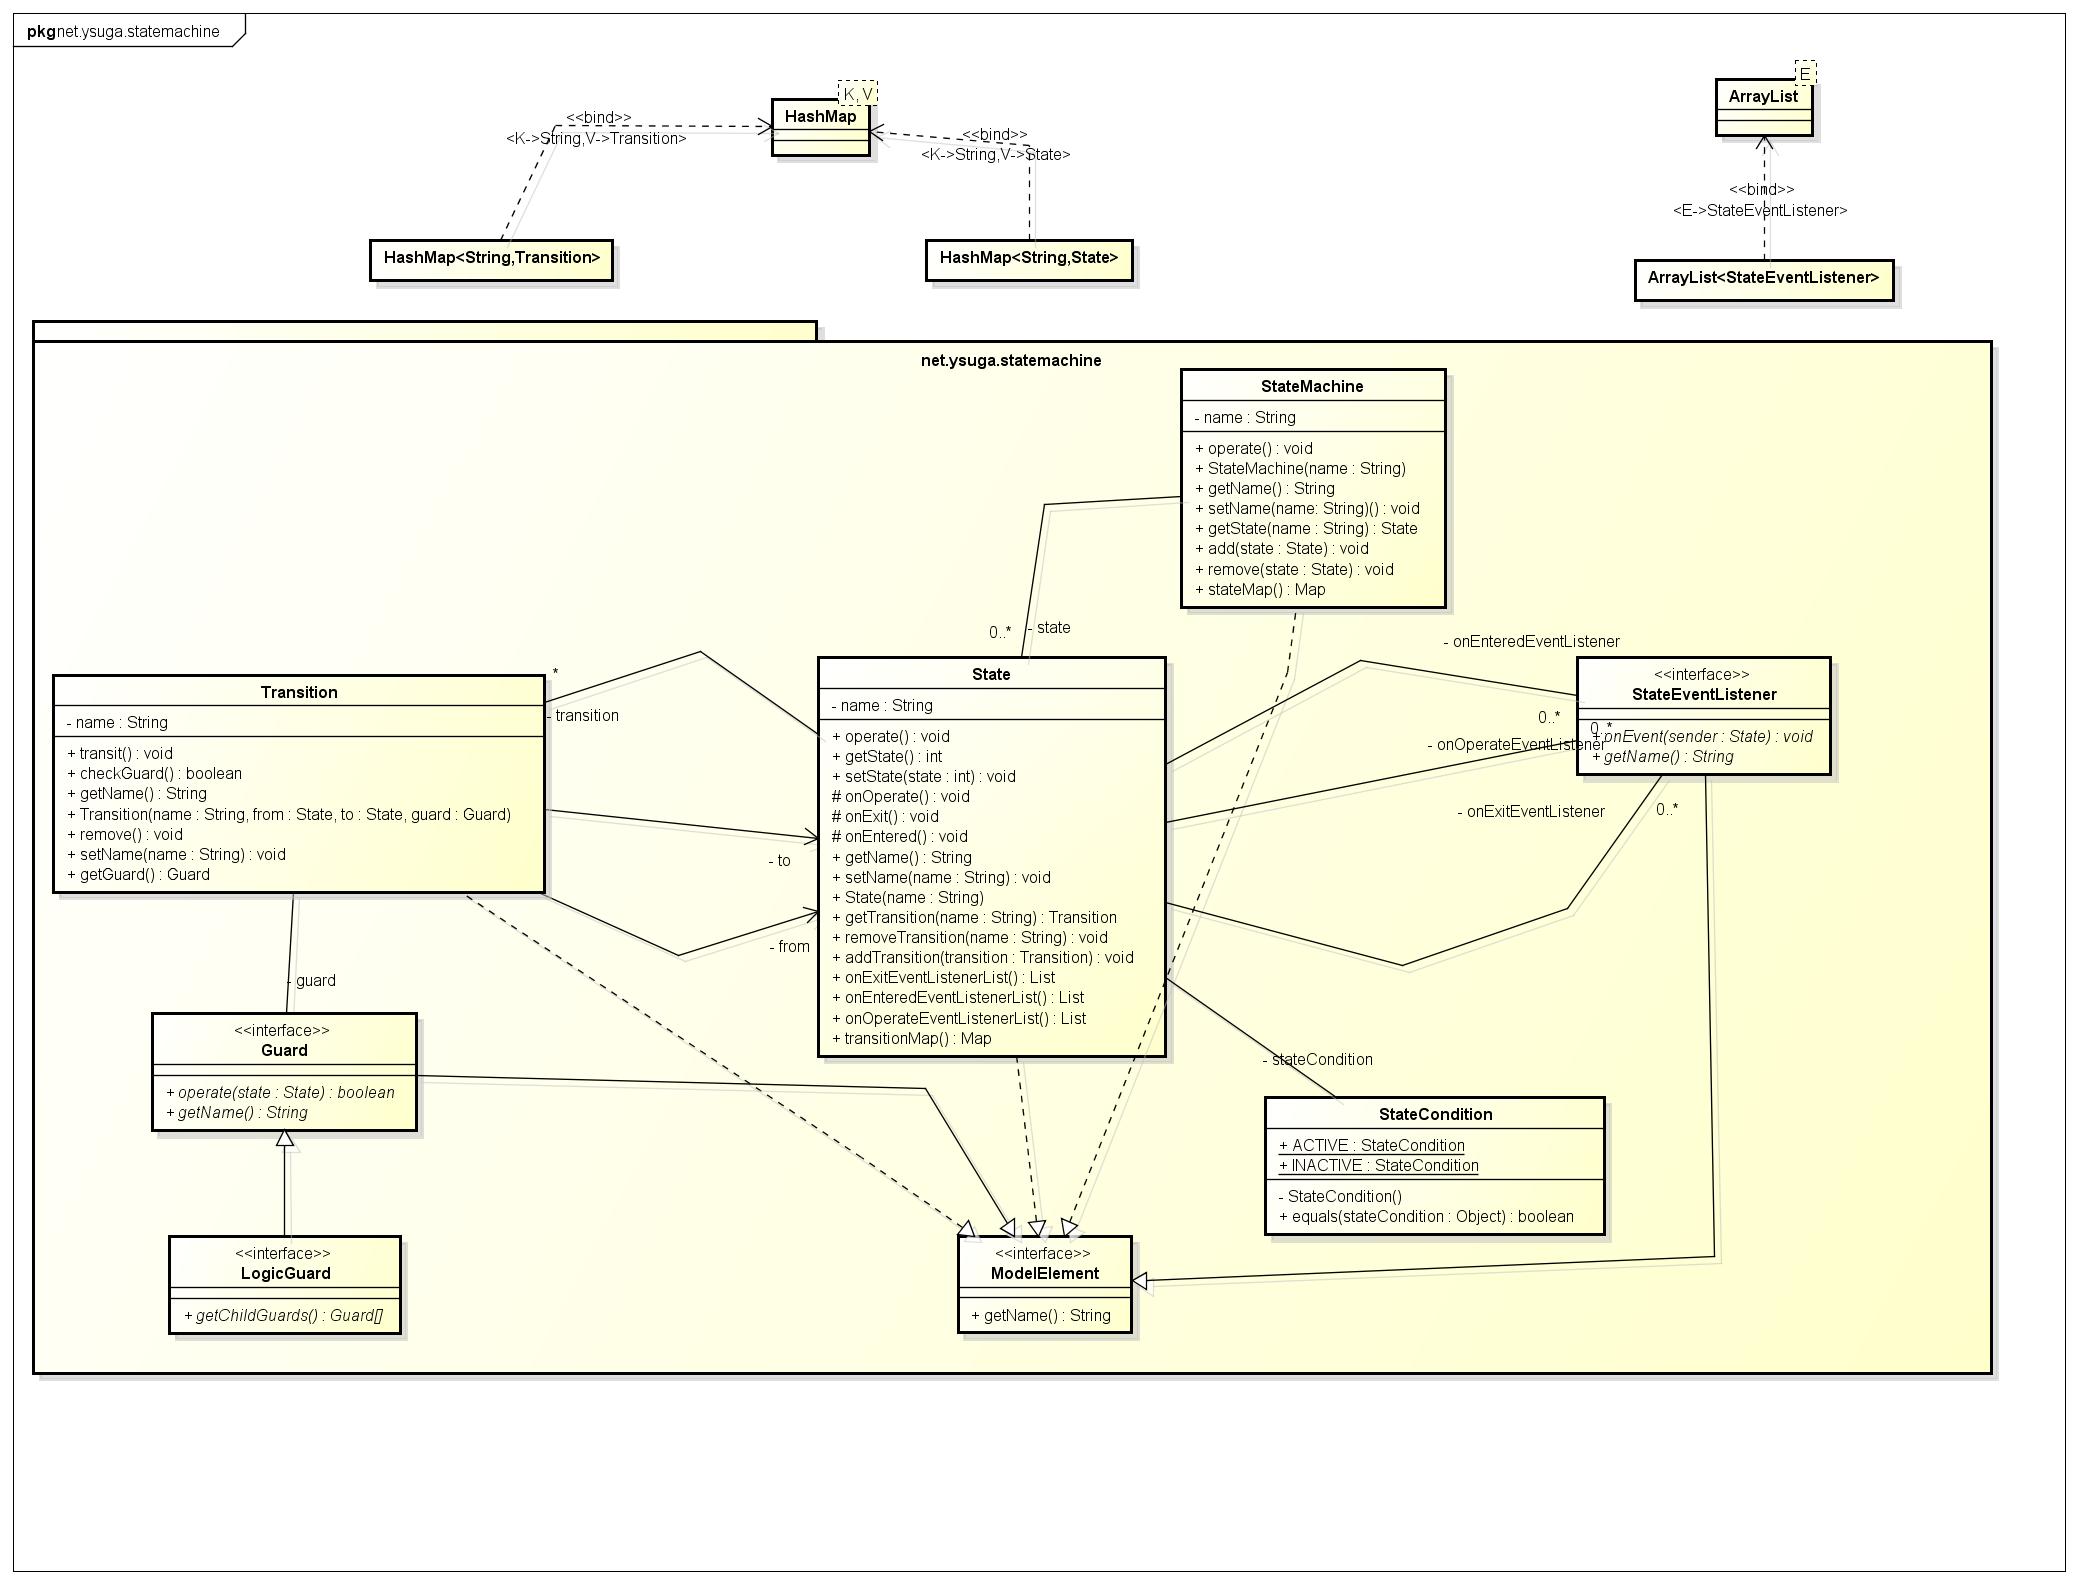 pkg net.ysuga.statemachine
K,V
HashMap
<<bind>>
<K->String,V->Transition>
<<bind>>
<K->String,V->State>
HashMap<String,Transition>
HashMap<String,State>
E
ArrayList
<<bind>>
<E->StateEventListener>
ArrayList<StateEventListener>
net.ysuga.statemachine
StateMachine
- name : String
+ operate() : void
+ StateMachine(name : String)
+ getName() : String
+ setName(name: String)() : void
+ getState(name : String) : State
+ add(state : State) : void
+ remove(state : State) : void
+ stateMap() : Map
0..*
- state
Transition
- name : String
+ transit() : void
+ checkGuard() : boolean
+ getName() : String
+ Transition(name : String, from : State, to : State, guard : Guard)
+ remove() : void
+ setName(name : String) : void
+ getGuard() : Guard
*
- transition
- to
- from
- guard
State
- name : String
+ operate() : void
+ getState() : int
+ setState(state : int) : void
# onOperate() : void
# onExit() : void
# onEntered() : void
+ getName() : String
+ setName(name : String) : void
+ State(name : String)
+ getTransition(name : String) : Transition
+ removeTransition(name : String) : void
+ addTransition(transition : Transition) : void
+ onExitEventListenerList() : List
+ onEnteredEventListenerList() : List
+ onOperateEventListenerList() : List
+ transitionMap() : Map
- onEnteredEventListener
0..*
- onOperateEventListener
0..*
- onExitEventListener
0..*
<<interface>>
StateEventListener
+ onEvent(sender : State) : void
+ getName() : String
<<interface>>
Guard
+ operate(state : State) : boolean
+ getName() : String
- stateCondition
StateCondition
+ ACTIVE : StateCondition
+ INACTIVE : StateCondition
- StateCondition()
+ equals(stateCondition : Object) : boolean
<<interface>>
LogicGuard
+ getChildGuards() : Guard[]
<<interface>>
ModelElement
+ getName() : String